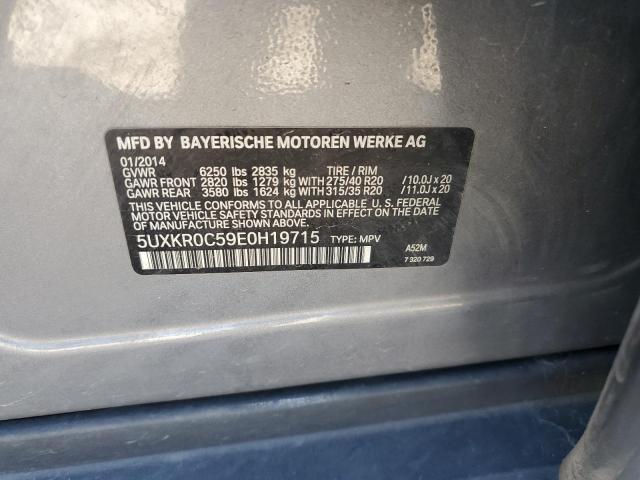 MFD BY BAYERISCHE MOTOREN WERKE AG
01/2014
GVWR 6250 lbs 2835 kg TIRE / RIM
GAWR FRONT 2820 lbs 1279 kg WITH 275/40 R20 /10.0J x 20
GAWR REAR 3580 lbs 1624 kg WITH 315/35 R20 /11.0J x 20
THIS VEHICLE CONFORMS TO ALL APPLICABLE
U.S. FEDERAL MOTOR VEHICLE SAFETY STANDARDS
IN EFFECT ON THE DATE OF MANUFACTURE SHOWN ABOVE.
5UXKR0C59E0H19715 TYPE: MPV
A52M
7 320 729